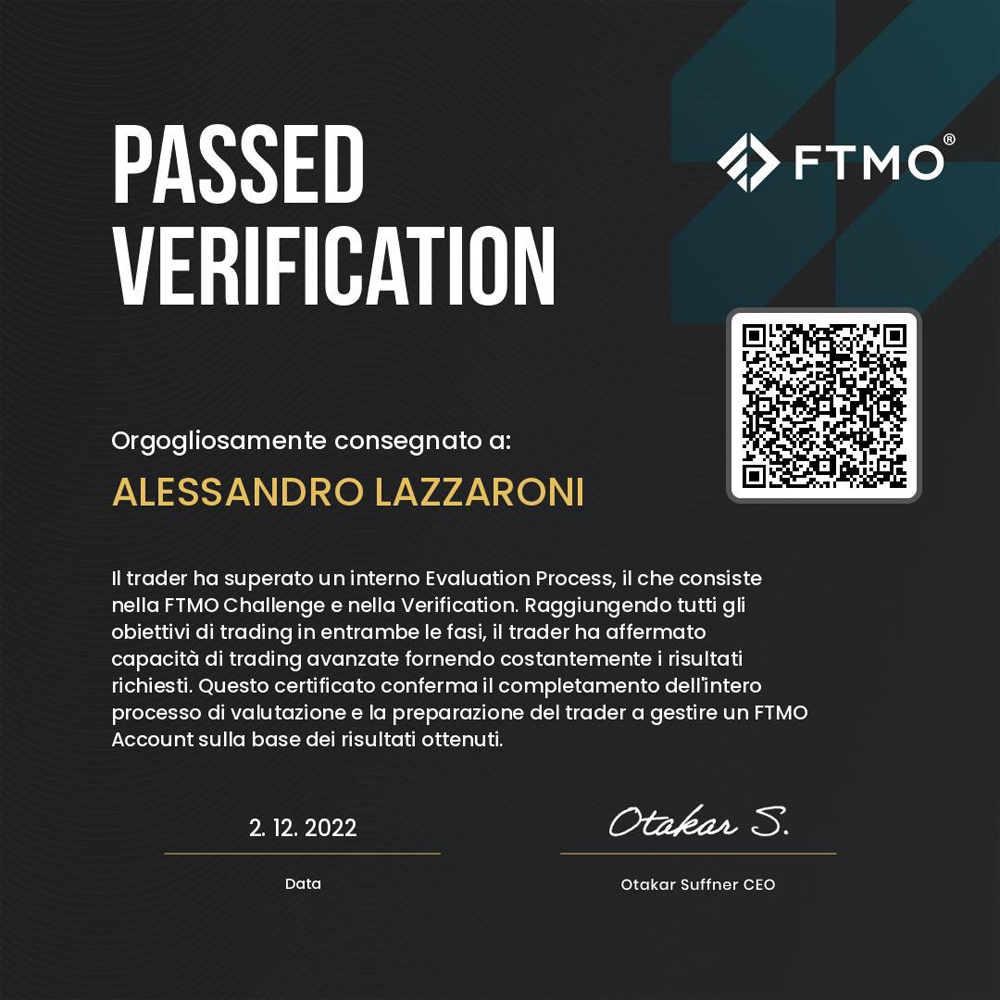 PASSED
VERIFICATION
FTMO®
Orgogliosamente consegnato a:
ALESSANDRO LAZZARONI
Il trader ha superato un interno Evaluation Process, il che consiste
nella FTMO Challenge e nella Verification. Raggiungendo tutti gli
obiettivi di trading in entrambe le fasi, il trader ha affermato
capacità di trading avanzate fornendo costantemente i risultati
richiesti. Questo certificato conferma il completamento dell'intero
processo di valutazione e la preparazione del trader a gestire un FTMO
Account sulla base dei risultati ottenuti.
2. 12. 2022
Data
Otakar S.
Otakar Suffner CEO